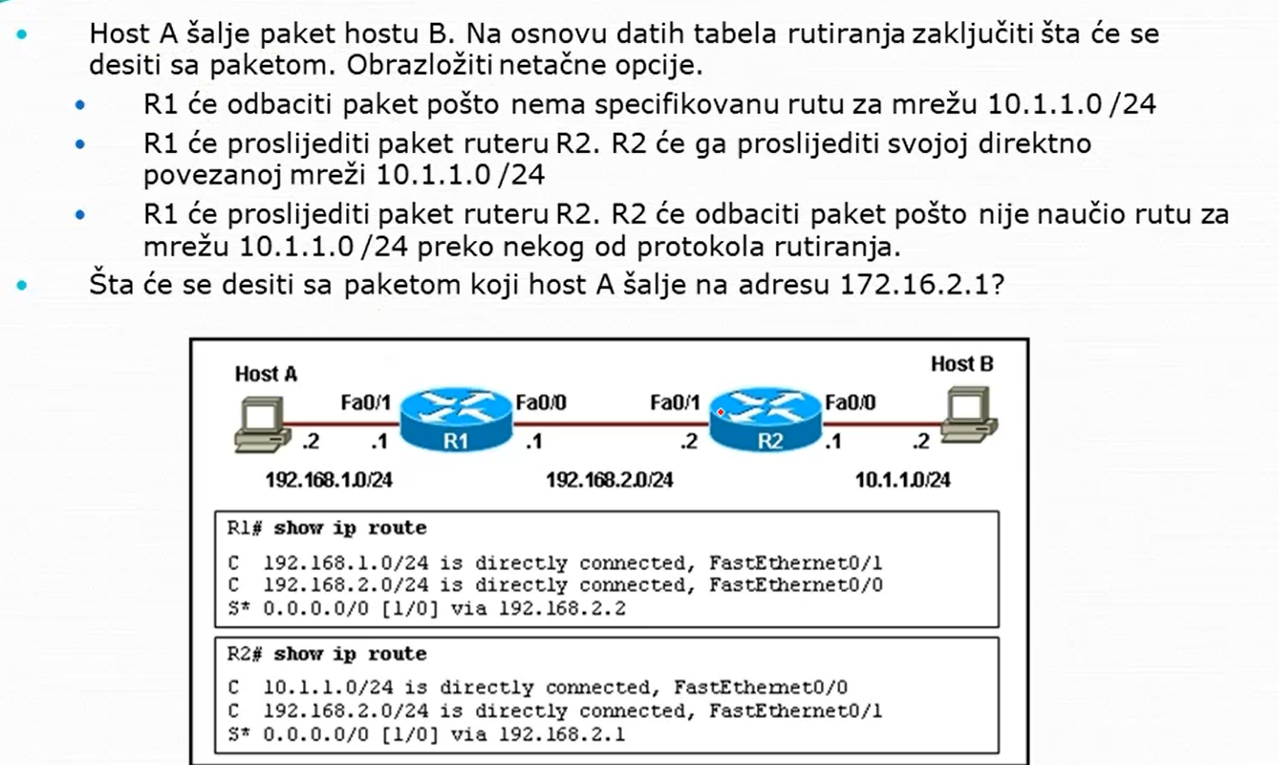 Host A šalje paket hostu B. Na osnovu datih tabela rutiranja zaključiti šta će se
desiti sa paketom. Obrazložiti netačne opcije.
R1 će odbaciti paket pošto nema specifikovanu rutu za mrežu 10.1.1.0 /24
R1 će proslijediti paket ruteru R2. R2 će ga proslijediti svojoj direktno
povezanoj mreži 10.1.1.0 /24
R1 će proslijediti paket ruteru R2. R2 će odbaciti paket pošto nije naučio rutu za
mrežu 10.1.1.0 /24 preko nekog od protokola rutiranja.
Šta će se desiti sa paketom koji host A šalje na adresu 172.16.2.1?
Host A
Host B
Fa0/1 Fa0/0 Fa0/1 Fa0/0
.2 .1 R1 .1 .2 R2 .1 .2
192.168.1.0/24 192.168.2.0/24 10.1.1.0/24
R1# show ip route
C 192.168.1.0/24 is directly connected, FastEthernet0/1
C 192.168.2.0/24 is directly connected, FastEthernet0/0
S* 0.0.0.0/0 [1/0] via 192.168.2.2
R2# show ip route
C 10.1.1.0/24 is directly connected, FastEthernet0/0
C 192.168.2.0/24 is directly connected, FastEthernet0/1
S* 0.0.0.0/0 [1/0] via 192.168.2.1